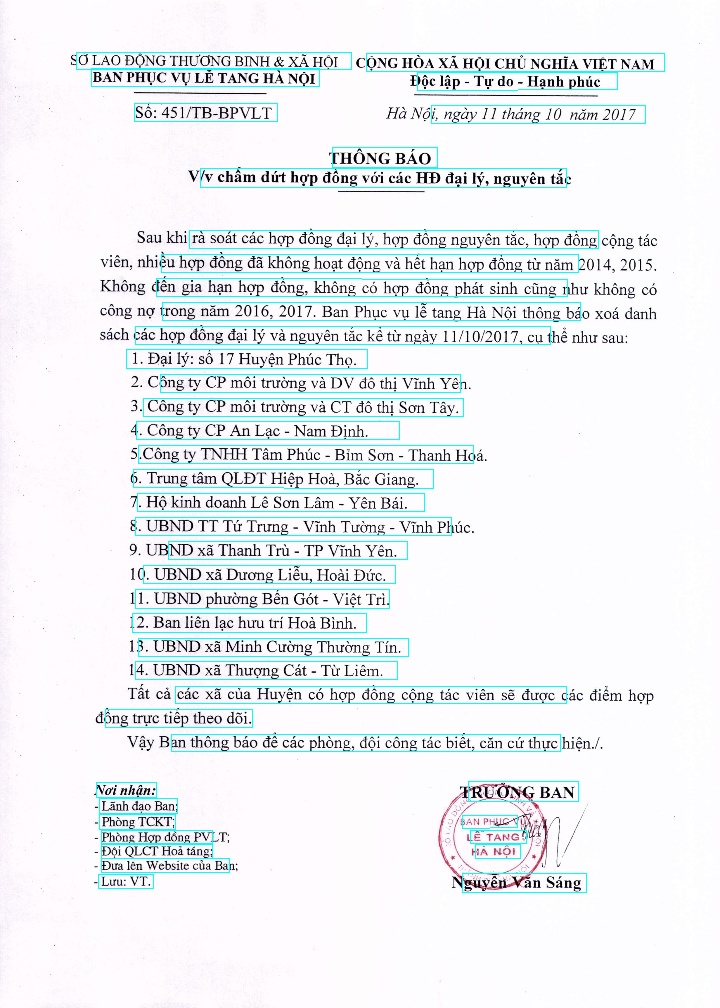 SỞ LAO ĐỘNG THƯƠNG BINH & XÃ HỘI
BAN PHỤC VỤ LỄ TANG HÀ NỘI
CỘNG HÒA XÃ HỘI CHỦ NGHĨA VIỆT NAM
Độc lập - Tự do - Hạnh phúc
Số: 451/TB-BPVLT
Hà Nội, ngày 11 tháng 10 năm 2017
THÔNG BÁO
V/v chấm dứt hợp đồng với các HĐ đại lý, nguyên tắc
Sau khi rà soát các hợp đồng đại lý, hợp đồng nguyên tắc, hợp đồng cộng tác
viên, nhiều hợp đồng đã không hoạt động và hết hạn hợp đồng từ năm 2014, 2015.
Không đến gia hạn hợp đồng, không có hợp đồng phát sinh cũng như không có
công nợ trong năm 2016, 2017. Ban Phục vụ lễ tang Hà Nội thông báo xoá danh
sách các hợp đồng đại lý và nguyên tắc kể từ ngày 11/10/2017, cụ thể như sau:
1. Đại lý: số 17 Huyện Phúc Thọ.
2. Công ty CP môi trường và DV đô thị Vĩnh Yên.
3. Công ty CP môi trường và CT đô thị Sơn Tây.
4. Công ty CP An Lạc - Nam Định.
5.Công ty TNHH Tâm Phúc - Bỉm Sơn - Thanh Hoá.
6. Trung tâm QLĐT Hiệp Hoà, Bắc Giang.
7. Hộ kinh doanh Lê Sơn Lâm - Yên Bái.
8. UBND TT Tứ Trưng - Vĩnh Tường - Vĩnh Phúc.
9. UBND xã Thanh Trù - TP Vĩnh Yên.
10. UBND xã Dương Liễu, Hoài Đức.
11. UBND phường Bến Gót - Việt Trì.
12. Ban liên lạc hưu trí Hoà Bình.
13. UBND xã Minh Cường Thường Tín.
14. UBND xã Thượng Cát - Từ Liêm.
Tất cả các xã của Huyện có hợp đồng cộng tác viên sẽ được các điểm hợp
đồng trực tiếp theo dõi.
Vậy Ban thông báo để các phòng, đội công tác biết, căn cứ thực hiện./.
Nơi nhận:
- Lãnh đạo Ban;
- Phòng TCKT;
- Phòng Hợp đồng PVLT;
- Đội QLCT Hoả táng;
- Đưa lên Website của Ban;
- Lưu: VT.
TRƯỞNG BAN
BAN PHỤC VỤ
LỄ TANG
HÀ NỘI
Nguyễn Văn Sáng